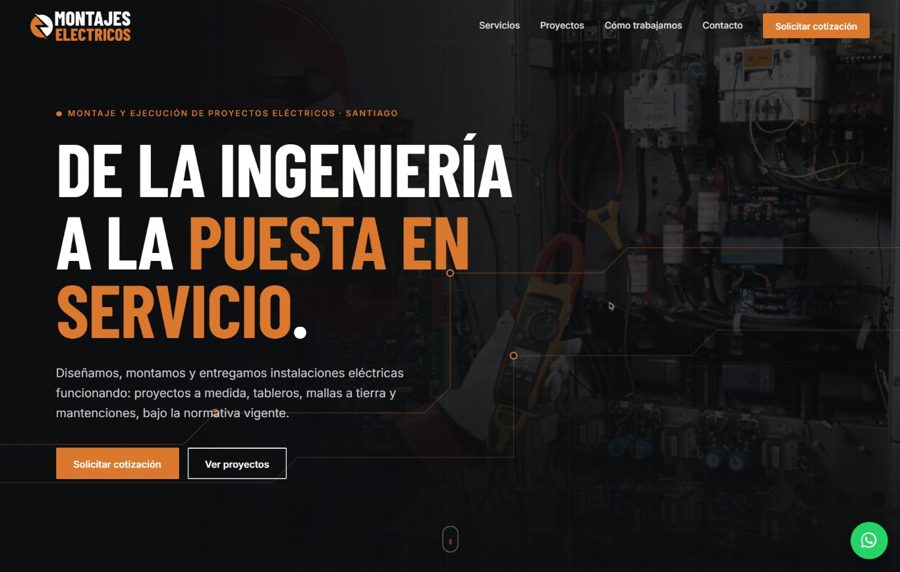 MONTAJES
ELECTRICOS
Servicios
Proyectos
Cómo trabajamos
Contacto
Solicitar cotización
MONTAJE Y EJECUCIÓN DE PROYECTOS ELÉCTRICOS · SANTIAGO
DE LA INGENIERÍA
A LA PUESTA EN
SERVICIO.
Diseñamos, montamos y entregamos instalaciones eléctricas
funcionando: proyectos a medida, tableros, mallas a tierra y
mantenciones, bajo la normativa vigente.
Solicitar cotización
Ver proyectos